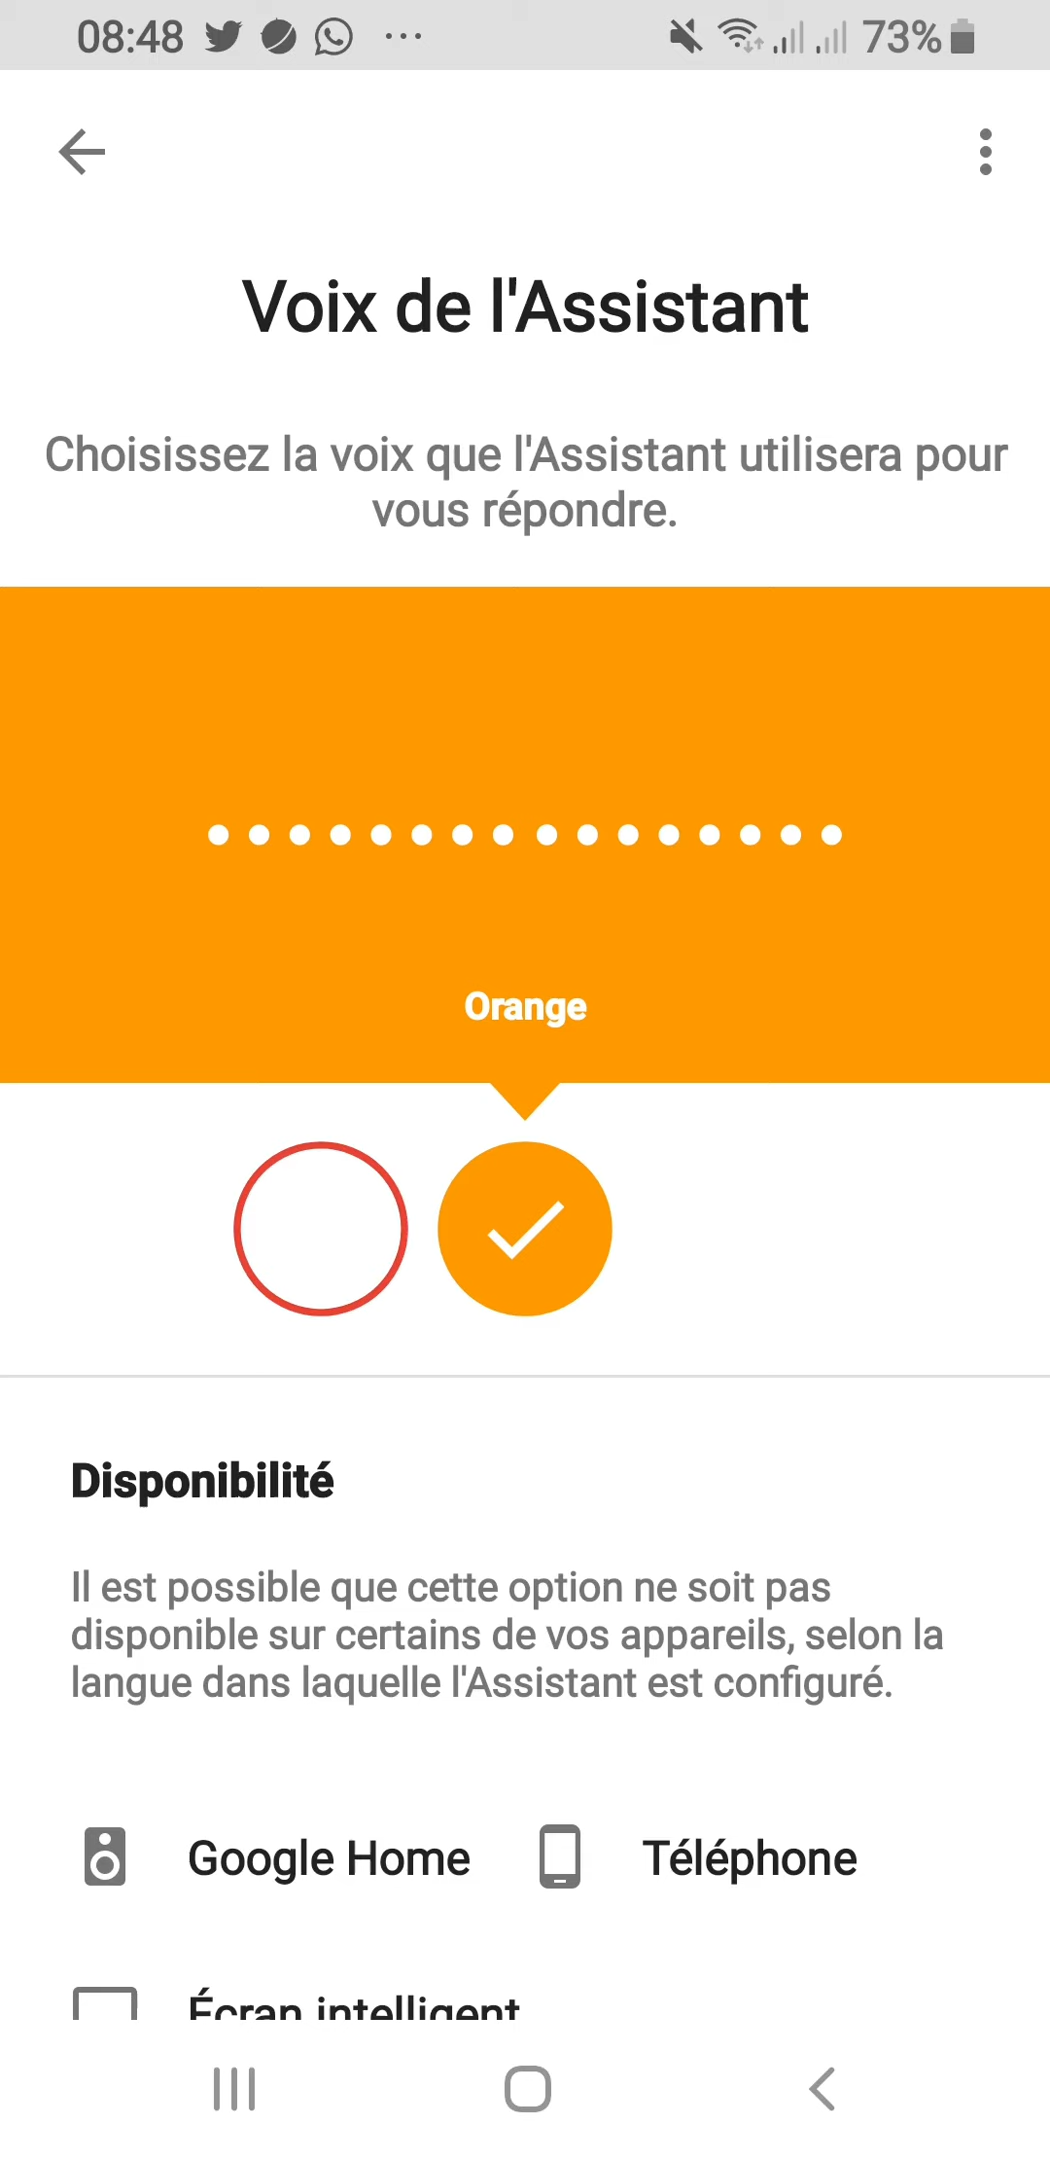 08:48
73%
Voix de l'Assistant
Choisissez la voix que l'Assistant utilisera pour
vous répondre.
Orange
Disponibilité
Il est possible que cette option ne soit pas
disponible sur certains de vos appareils, selon la
langue dans laquelle l'Assistant est configuré.
Google Home
Téléphone
Écran intelligent